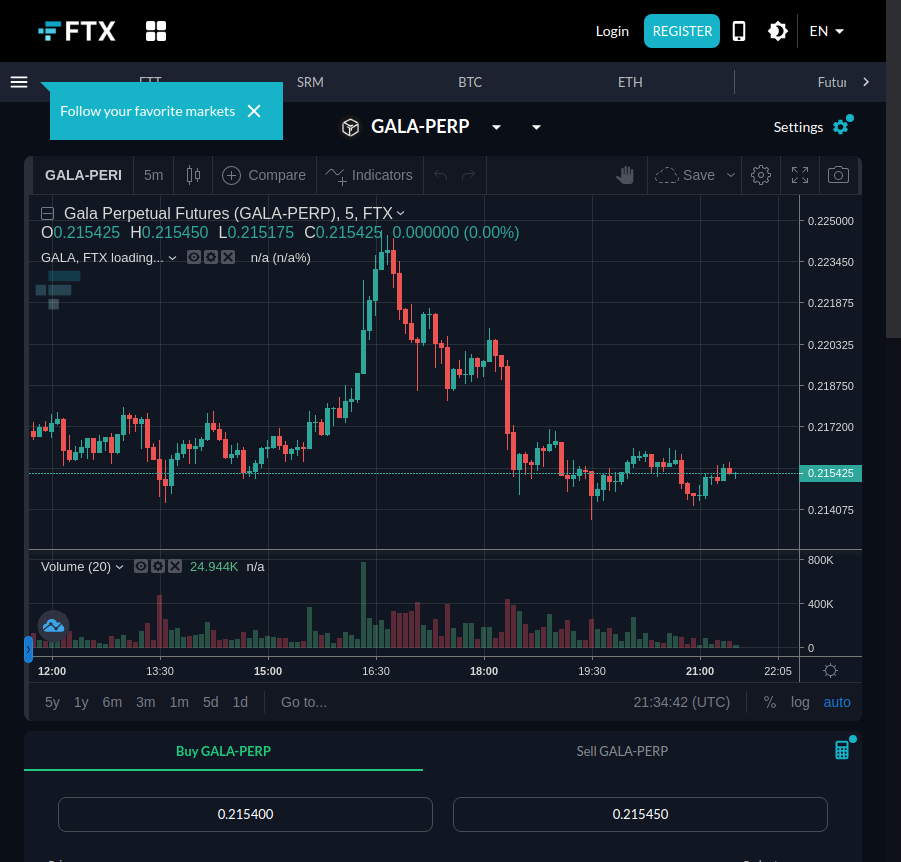 FTX
Login REGISTER EN
FTT SRM BTC ETH Futur
Follow your favorite markets
GALA-PERP
Settings
GALA-PERI 5m Compare Indicators Save
Gala Perpetual Futures (GALA-PERP), 5, FTX
O0.215425 H0.215450 L0.215175 C0.215425 0.000000 (0.00%)
GALA, FTX loading... n/a (n/a%)
0.225000
0.223450
0.221875
0.220325
0.218750
0.217200
0.215425
0.214075
Volume (20) 24.944K n/a
800K
400K
0
12:00 13:30 15:00 16:30 18:00 19:30 21:00 22:05
5y 1y 6m 3m 1m 5d 1d Go to... 21:34:42 (UTC) % log auto
Buy GALA-PERP Sell GALA-PERP
0.215400 0.215450